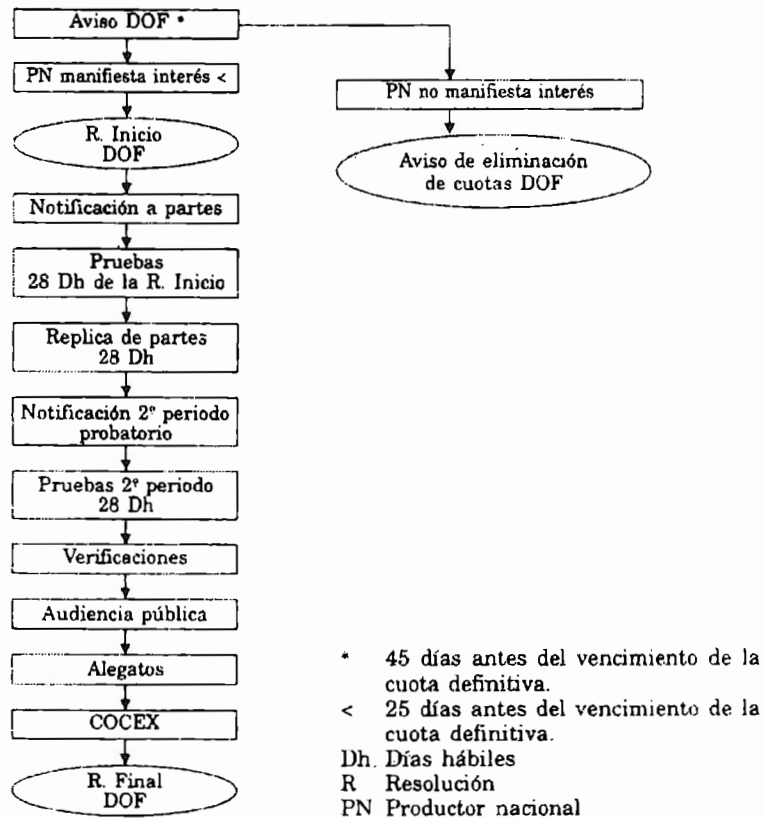 Aviso DOF *
PN manifiesta interés <
R. Inicio
DOF
Notificación a partes
Pruebas
28 Dh de la R. Inicio
Replica de partes
28 Dh
Notificación 2º periodo
probatorio
Pruebas 2º periodo
28 Dh
Verificaciones
Audiencia pública
Alegatos
COCEX
R. Final
DOF
PN no manifiesta interés
Aviso de eliminación
de cuotas DOF
* 45 días antes del vencimiento de la
cuota definitiva.
< 25 días antes del vencimiento de la
cuota definitiva.
Dh. Días hábiles
R Resolución
PN Productor nacional